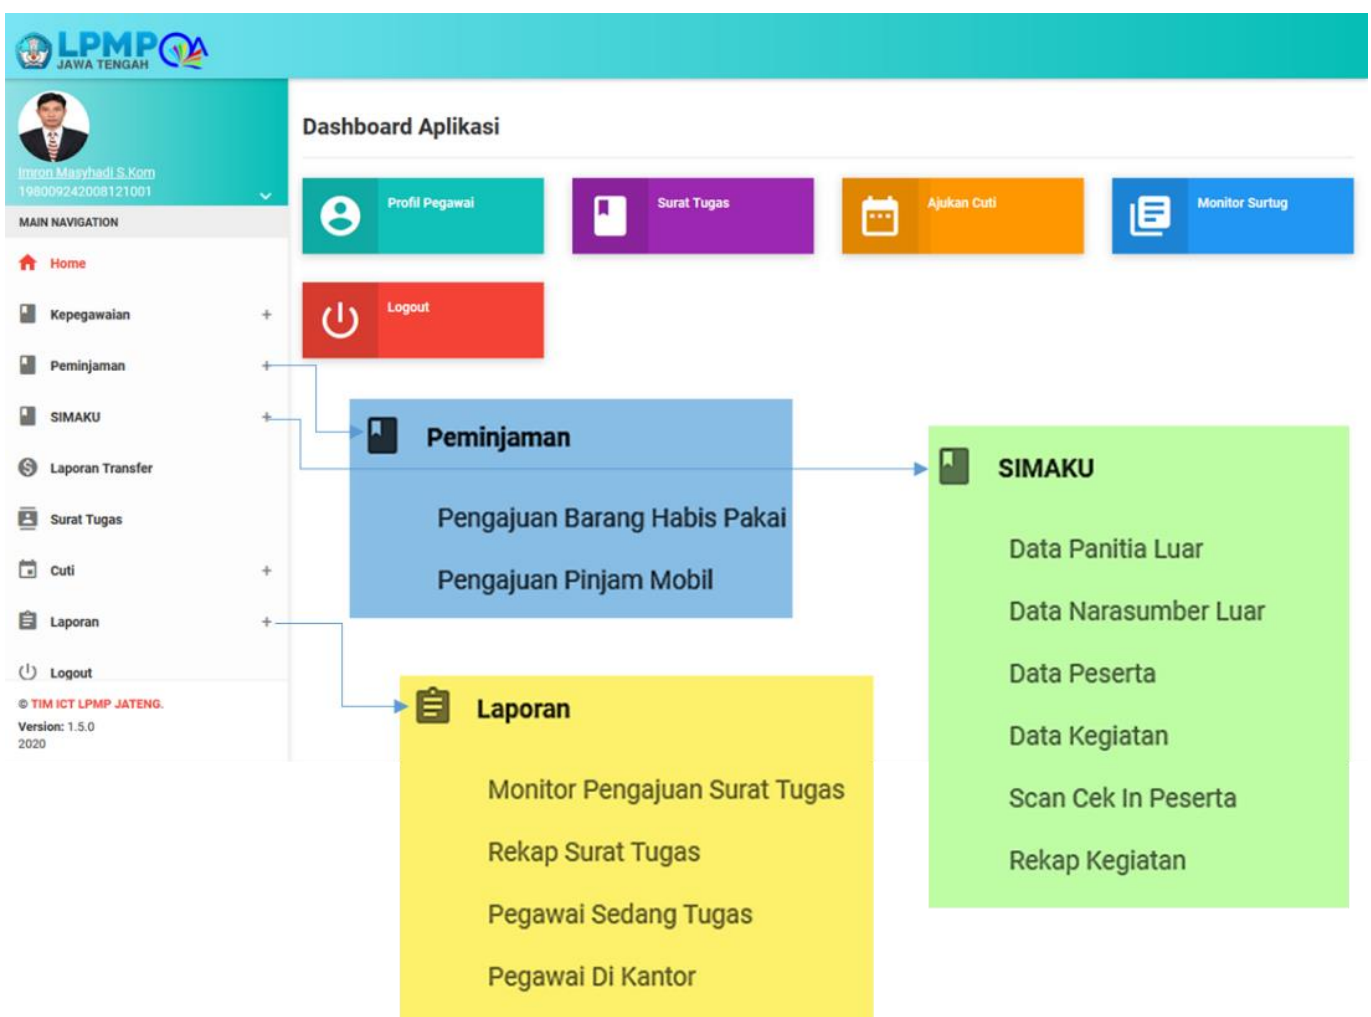 LPMP
JAWA TENGAH
Imron Masyhadi S.Kom
198009242008121001
MAIN NAVIGATION
Home
Kepegawaian +
Peminjaman +
SIMAKU +
Laporan Transfer
Surat Tugas
Cuti +
Laporan +
Logout
© TIM ICT LPMP JATENG.
Version: 1.5.0
2020
Dashboard Aplikasi
Profil Pegawai
Surat Tugas
Ajukan Cuti
Monitor Surtug
Logout
Peminjaman
Pengajuan Barang Habis Pakai
Pengajuan Pinjam Mobil
SIMAKU
Data Panitia Luar
Data Narasumber Luar
Data Peserta
Data Kegiatan
Scan Cek In Peserta
Rekap Kegiatan
Laporan
Monitor Pengajuan Surat Tugas
Rekap Surat Tugas
Pegawai Sedang Tugas
Pegawai Di Kantor